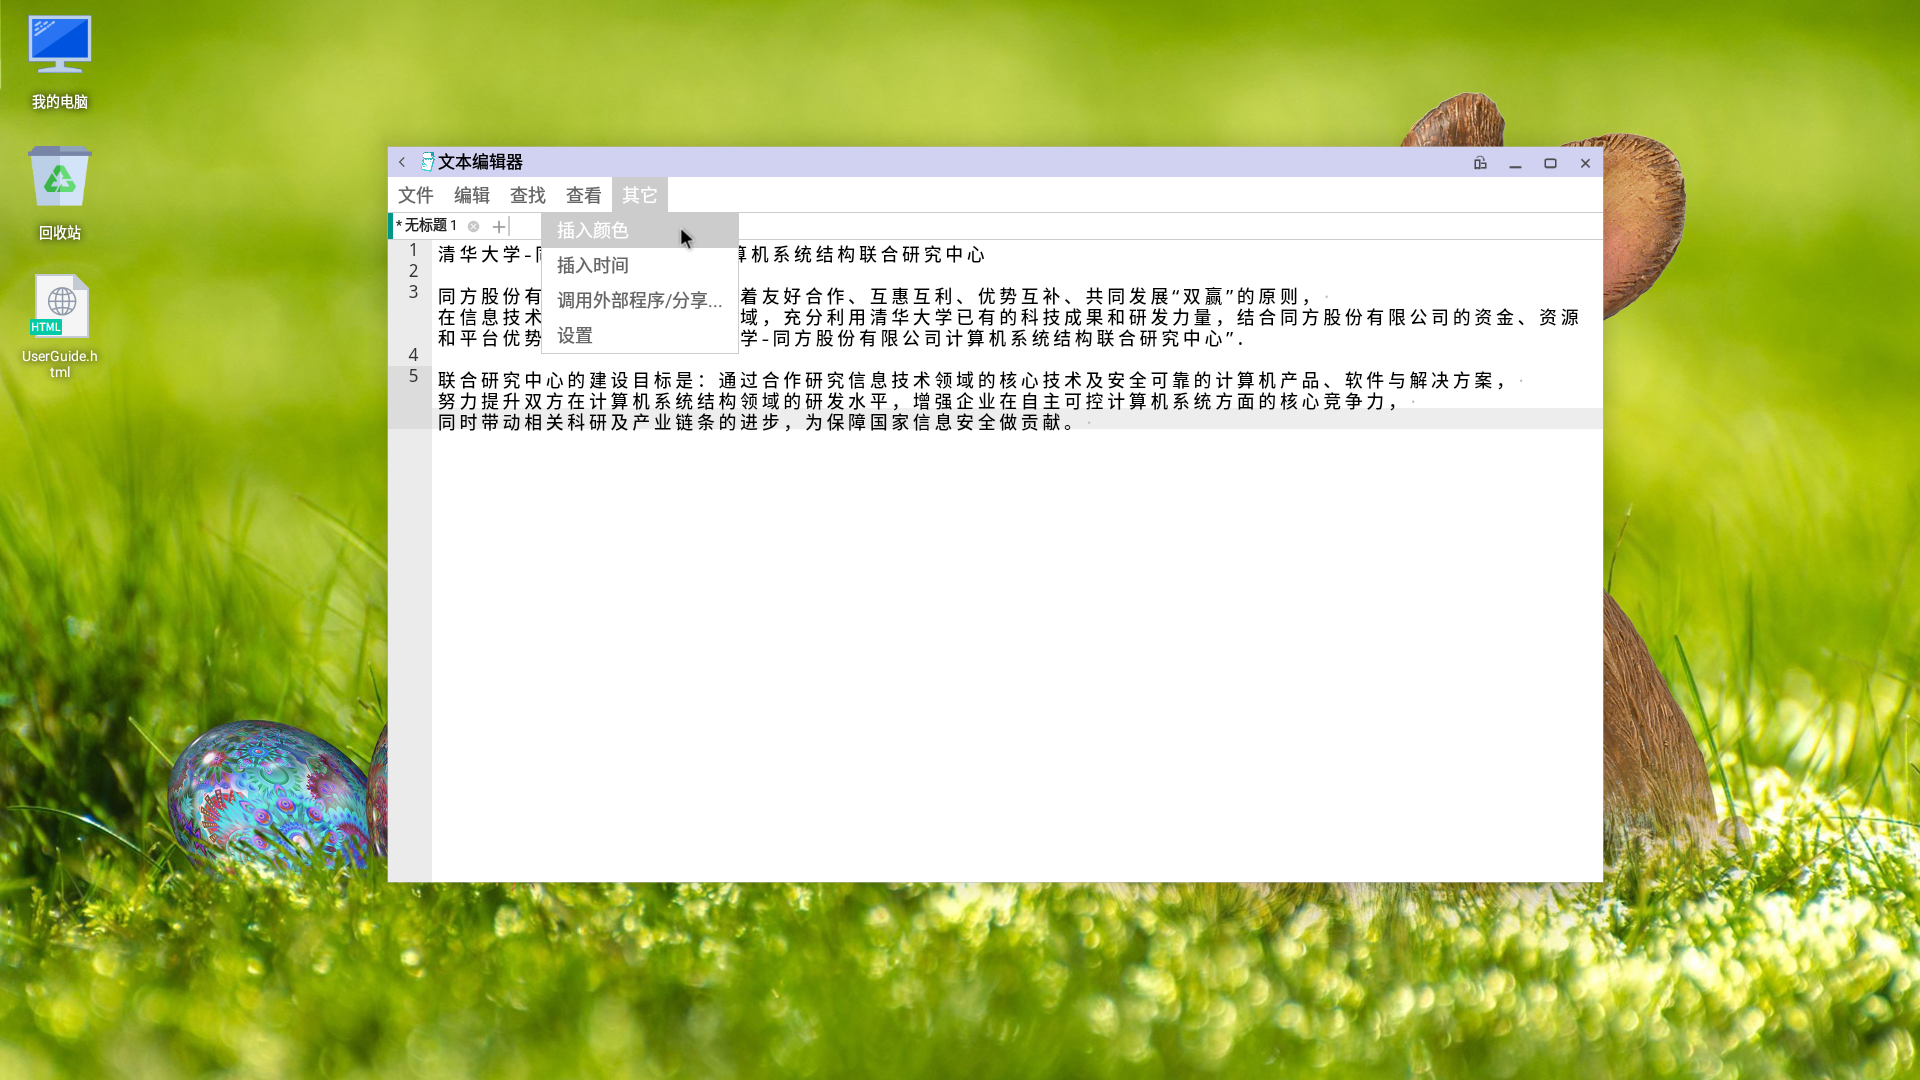 我的电脑
回收站
HTML
UserGuide.h
tml
文本编辑器
文件 编辑 查找 查看 其它
* 无标题 1
插入颜色
插入时间
调用外部程序/分享...
设置
1 清华大学-
机系统结构联合研究中心
2
3 同方股份有
着友好合作、互惠互利、优势互补、共同发展“双赢”的原则，
在信息技术
域，充分利用清华大学已有的科技成果和研发力量，结合同方股份有限公司的资金、资源
和平台优势
学-同方股份有限公司计算机系统结构联合研究中心”.
4
5 联合研究中心的建设目标是：通过合作研究信息技术领域的核心技术及安全可靠的计算机产品、软件与解决方案，
努力提升双方在计算机系统结构领域的研发水平，增强企业在自主可控计算机系统方面的核心竞争力，
同时带动相关科研及产业链条的进步，为保障国家信息安全做贡献。